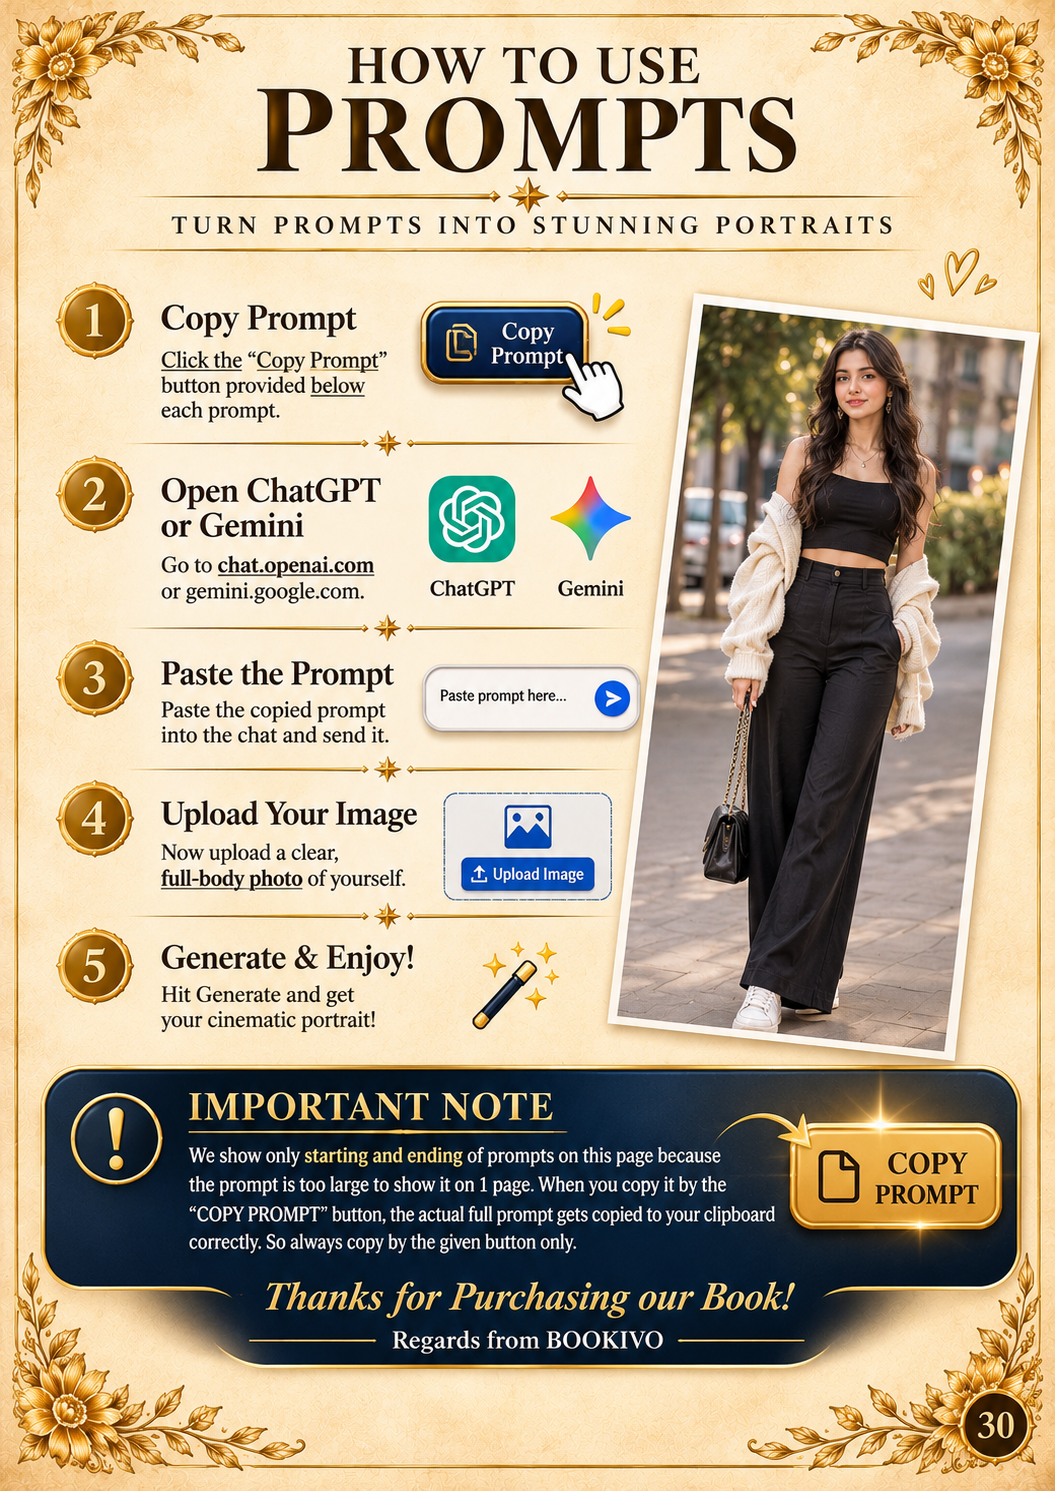 HOW TO USE
PROMPTS
TURN PROMPTS INTO STUNNING PORTRAITS
1
Copy Prompt
Click the “Copy Prompt”
button provided below
each prompt.
Copy
Prompt
2
Open ChatGPT
or Gemini
Go to chat.openai.com
or gemini.google.com.
ChatGPT
Gemini
3
Paste the Prompt
Paste the copied prompt
into the chat and send it.
Paste prompt here...
4
Upload Your Image
Now upload a clear,
full-body photo of yourself.
Upload Image
5
Generate & Enjoy!
Hit Generate and get
your cinematic portrait!
IMPORTANT NOTE
We show only starting and ending of prompts on this page because
the prompt is too large to show it on 1 page. When you copy it by the
“COPY PROMPT” button, the actual full prompt gets copied to your clipboard
correctly. So always copy by the given button only.
COPY
PROMPT
Thanks for Purchasing our Book!
Regards from BOOKIVO
30